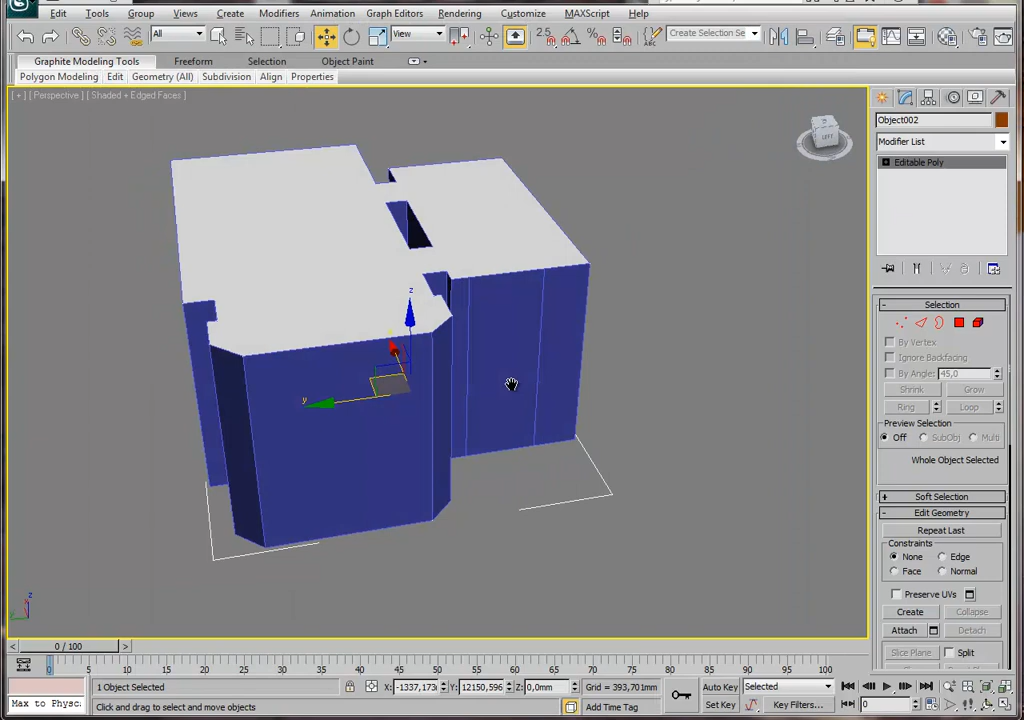 Edit Tools Group Views Create Modifiers Animation Graph Editors Rendering Customize MAXScript Help
All View 2.5 Create Selection Se
Graphite Modeling Tools Freeform Selection Object Paint
Polygon Modeling Edit Geometry (All) Subdivision Align Properties
[ + ] [ Perspective ] [ Shaded + Edged Faces ]
LEFT
Object002
Modifier List
Editable Poly
z
y
- Selection
By Vertex
Ignore Backfacing
By Angle: 45,0
Shrink Grow
Ring Loop
Preview Selection
Off SubObj Multi
Whole Object Selected
+ Soft Selection
- Edit Geometry
Repeat Last
Constraints
None Edge
Face Normal
Preserve UVs
Create Collapse
Attach Detach
Slice Plane Split
z
x
y
< 0 / 100 >
0 5 10 15 20 25 30 35 40 45 50 55 60 65 70 75 80 85 90 95 100
1 Object Selected X: -1337,173 Y: 12150,596 Z: 0,0mm Grid = 393,701mm Auto Key Selected
Max to Physc Click and drag to select and move objects Add Time Tag Set Key Key Filters... 0